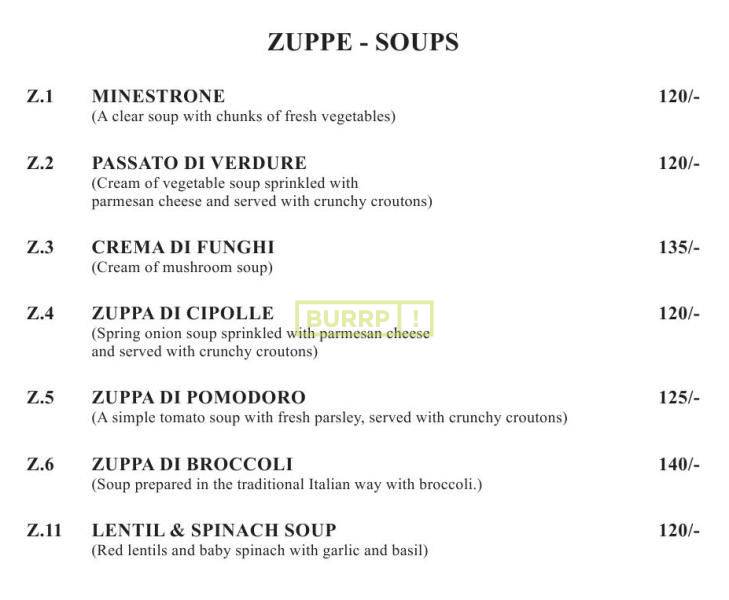 ZUPPE - SOUPS
Z.1 MINESTRONE 120/-
(A clear soup with chunks of fresh vegetables)
Z.2 PASSATO DI VERDURE 120/-
(Cream of vegetable soup sprinkled with
parmesan cheese and served with crunchy croutons)
Z.3 CREMA DI FUNGHI 135/-
(Cream of mushroom soup)
Z.4 ZUPPA DI CIPOLLE 120/-
BURRP!
(Spring onion soup sprinkled with parmesan cheese
and served with crunchy croutons)
Z.5 ZUPPA DI POMODORO 125/-
(A simple tomato soup with fresh parsley, served with crunchy croutons)
Z.6 ZUPPA DI BROCCOLI 140/-
(Soup prepared in the traditional Italian way with broccoli.)
Z.11 LENTIL & SPINACH SOUP 120/-
(Red lentils and baby spinach with garlic and basil)